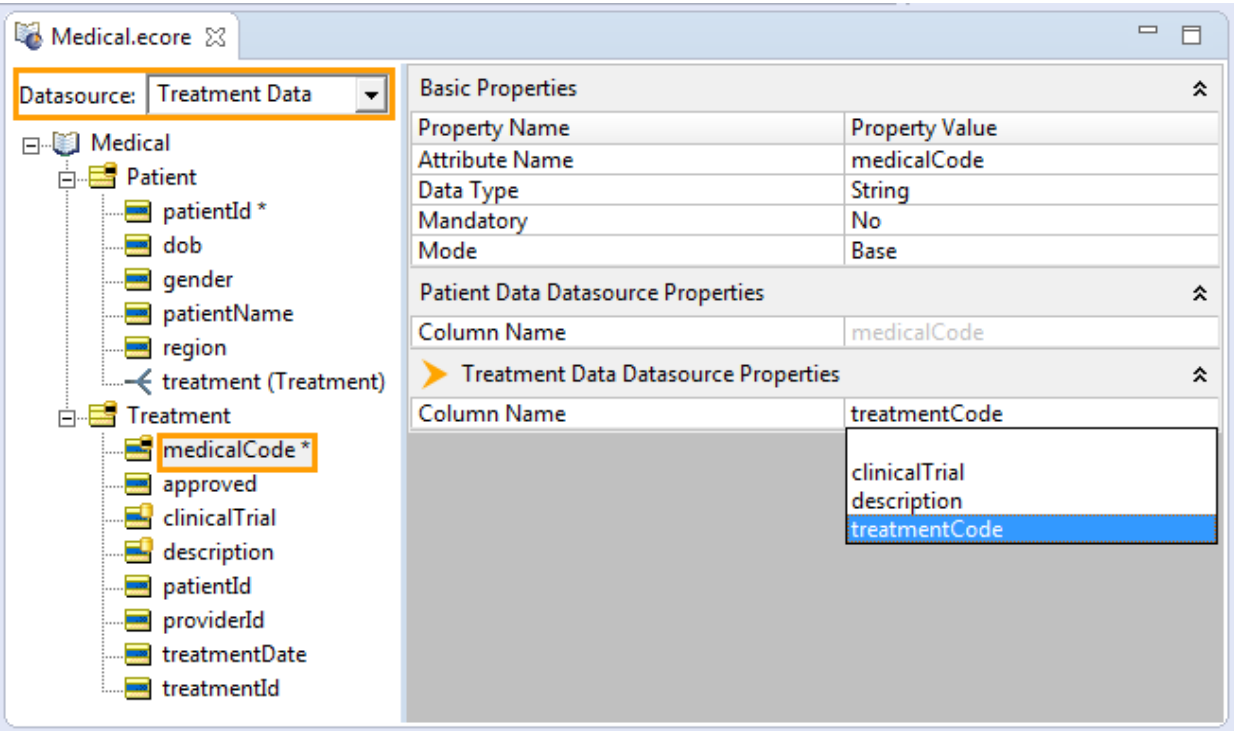 Medical.ecore
Datasource: Treatment Data
Medical
Patient
patientId *
dob
gender
patientName
region
treatment (Treatment)
Treatment
medicalCode *
approved
clinicalTrial
description
patientId
providerId
treatmentDate
treatmentId
Basic Properties
Property Name Property Value
Attribute Name medicalCode
Data Type String
Mandatory No
Mode Base
Patient Data Datasource Properties
Column Name medicalCode
Treatment Data Datasource Properties
Column Name treatmentCode
clinicalTrial
description
treatmentCode